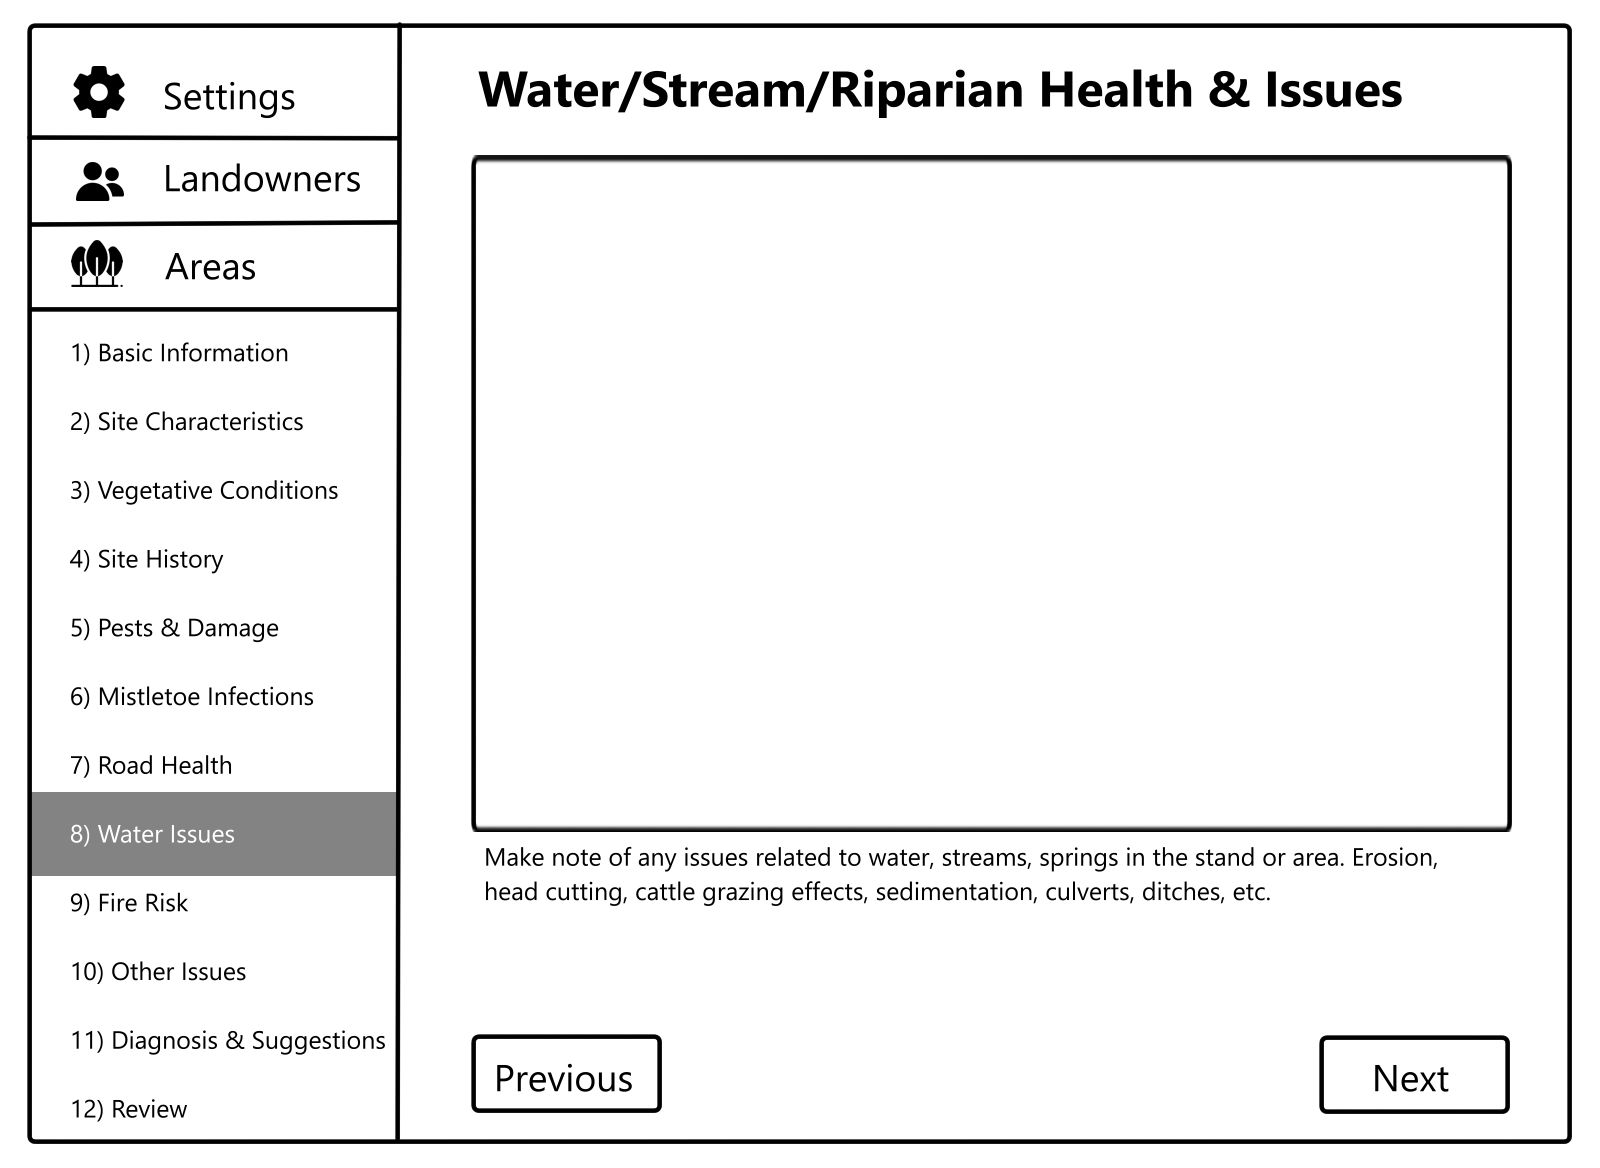 Settings
Landowners
Areas
1) Basic Information
2) Site Characteristics
3) Vegetative Conditions
4) Site History
5) Pests & Damage
6) Mistletoe Infections
7) Road Health
8) Water Issues
9) Fire Risk
10) Other Issues
11) Diagnosis & Suggestions
12) Review
Water/Stream/Riparian Health & Issues
Make note of any issues related to water, streams, springs in the stand or area. Erosion,
head cutting, cattle grazing effects, sedimentation, culverts, ditches, etc.
Previous
Next